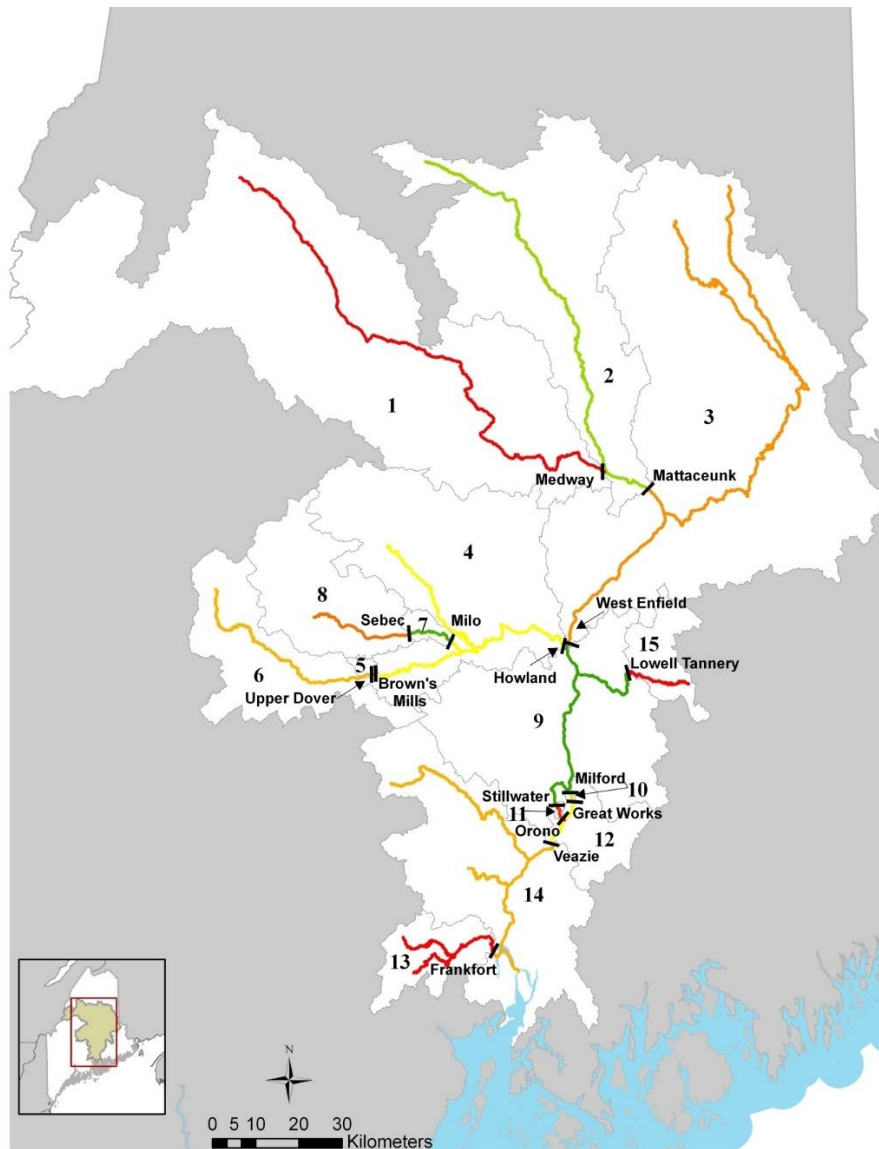 2
1
3
Medway
Mattaceunk
4
8
Sebec
7
Milo
West Enfield
15
Lowell Tannery
6
5
Upper Dover
Brown's
Mills
Howland
9
Milford
10
Stillwater
11
Great Works
Orono
12
Veazie
14
13
Frankfort
N
0 5 10 20 30
Kilometers